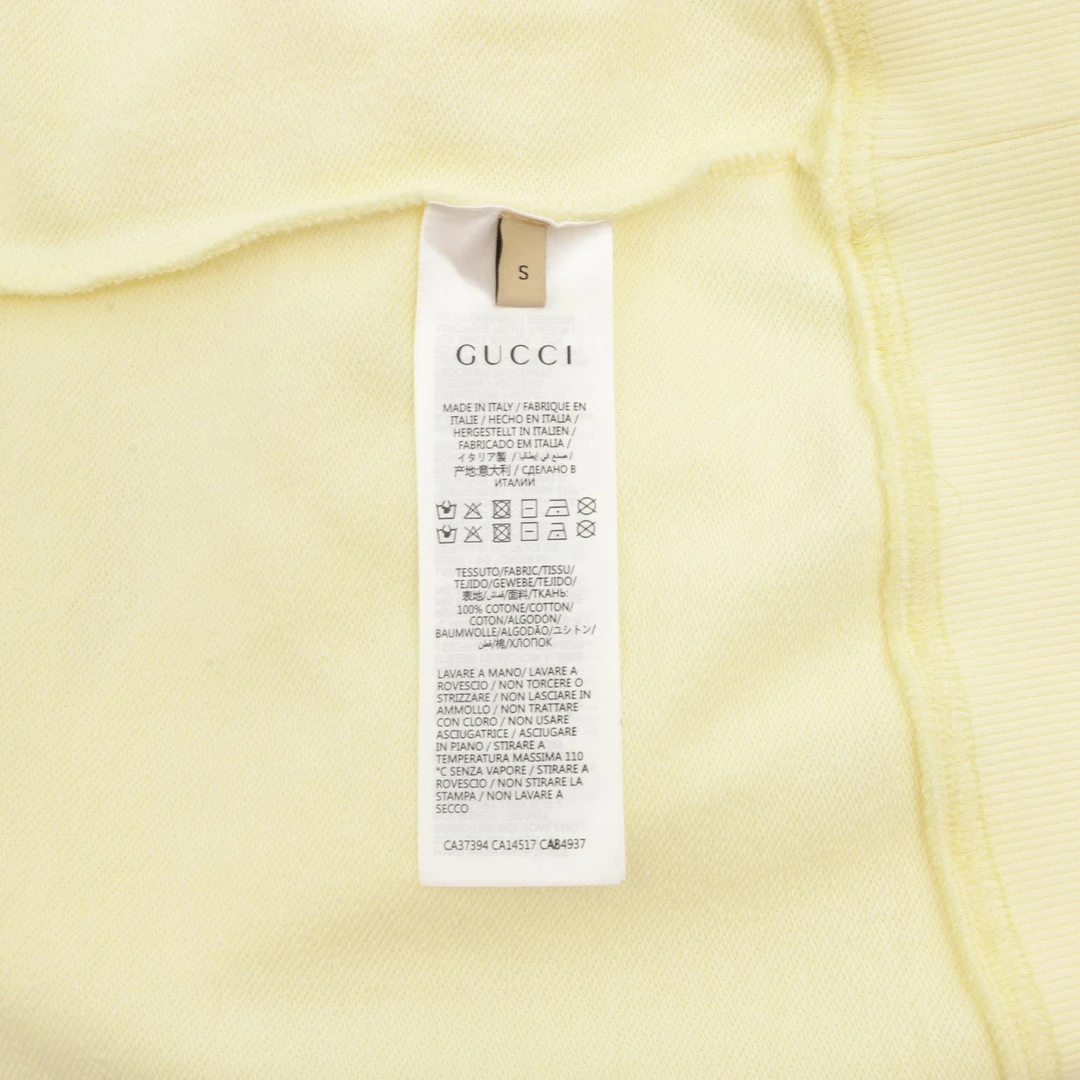 S
GUCCI
MADE IN ITALY / FABRIQUE EN
ITALIE / HECHO EN ITALIA /
HERGESTELLT IN ITALIEN /
FABRICADO EM ITALIA /
イタリア製 / صنع في إيطاليا /
产地:意大利 / СДЕЛАНО В
ИТАЛИИ
TESSUTO/FABRIC/TISSU/
TEJIDO/GEWEBE/TEJIDO/
表地/قماش/面料/ТКАНЬ:
100% COTONE/COTTON/
COTON/ALGODÓN/
BAUMWOLLE/ALGODÃO/ユシトン/
قطن/棉/ХЛОПОК
LAVARE A MANO/ LAVARE A
ROVESCIO / NON TORCERE O
STRIZZARE / NON LASCIARE IN
AMMOLLO / NON TRATTARE
CON CLORO / NON USARE
ASCIUGATRICE / ASCIUGARE
IN PIANO / STIRARE A
TEMPERATURA MASSIMA 110
°C SENZA VAPORE / STIRARE A
ROVESCIO / NON STIRARE LA
STAMPA / NON LAVARE A
SECCO
CA37394 CA14517